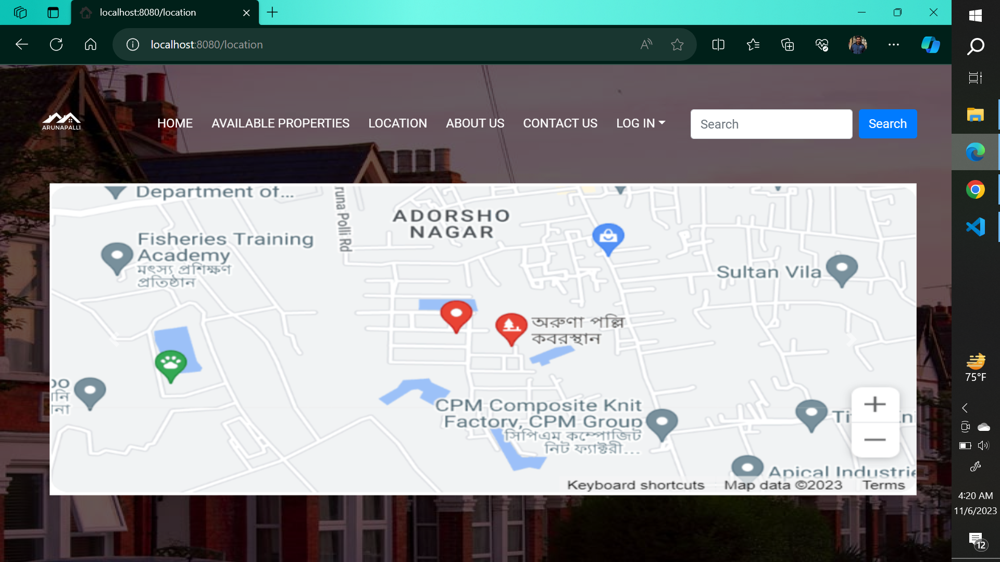 localhost:8080/location
localhost:8080/location
ARUNAPALLI
HOME
AVAILABLE PROPERTIES
LOCATION
ABOUT US
CONTACT US
LOG IN
Search
Search
Department of...
runa Polli Rd
ADORSHO
NAGAR
Fisheries Training
Academy
মৎস্য প্রশিক্ষণ
প্রতিষ্ঠান
Sultan Vila
অরুণা পল্লি
কবরস্থান
CPM Composite Knit
Factory, CPM Group
সিপিএম কম্পোজিট
নিট ফ্যাক্টরী...
Apical Industrie
Keyboard shortcuts
Map data ©2023
Terms
75°F
4:20 AM
11/6/2023
12